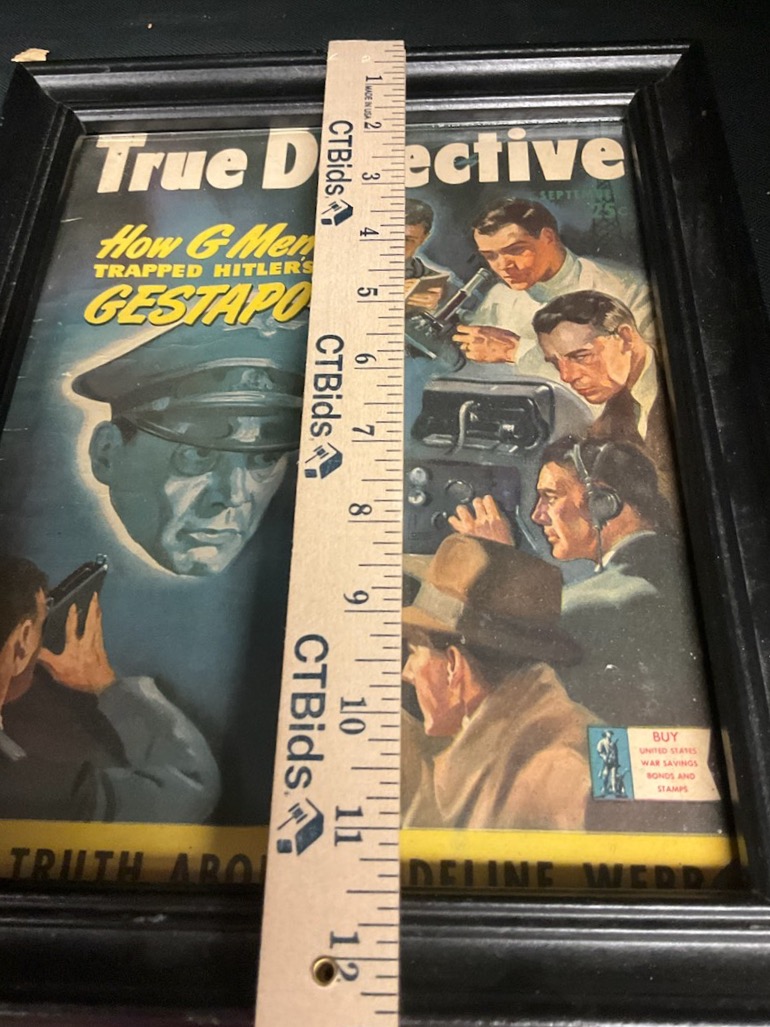 True D ective
SEPTEM
25c
How G Men
TRAPPED HITLER'S
GESTAPO
BUY
UNITED STATES
WAR SAVINGS
BONDS AND
STAMPS
TRUTH ABO DELINE WEBB
1
MADE IN USA
2
CTBids
3
4
5
6
CTBids
7
8
9
10
CTBids
11
12